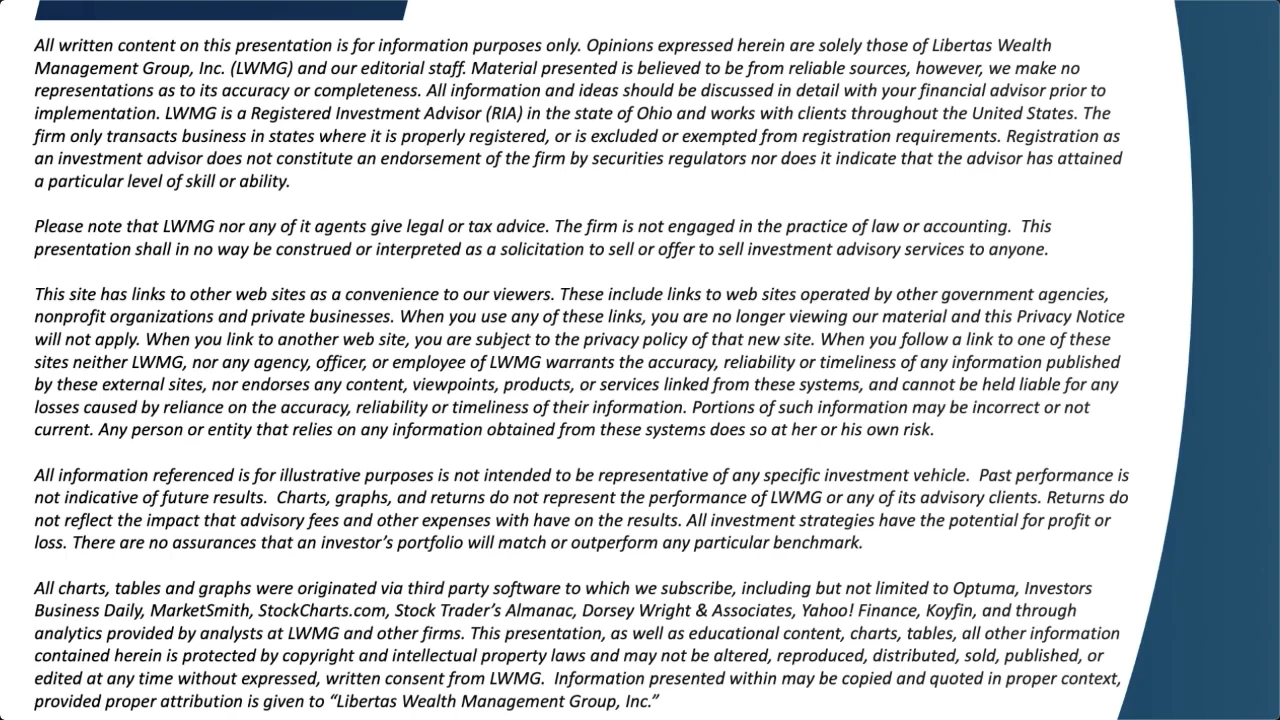 All written content on this presentation is for information purposes only. Opinions expressed herein are solely those of Libertas Wealth
Management Group, Inc. (LWMG) and our editorial staff. Material presented is believed to be from reliable sources, however, we make no
representations as to its accuracy or completeness. All information and ideas should be discussed in detail with your financial advisor prior to
implementation. LWMG is a Registered Investment Advisor (RIA) in the state of Ohio and works with clients throughout the United States. The
firm only transacts business in states where it is properly registered, or is excluded or exempted from registration requirements. Registration as
an investment advisor does not constitute an endorsement of the firm by securities regulators nor does it indicate that the advisor has attained
a particular level of skill or ability.
Please note that LWMG nor any of it agents give legal or tax advice. The firm is not engaged in the practice of law or accounting.  This
presentation shall in no way be construed or interpreted as a solicitation to sell or offer to sell investment advisory services to anyone.
This site has links to other web sites as a convenience to our viewers. These include links to web sites operated by other government agencies,
nonprofit organizations and private businesses. When you use any of these links, you are no longer viewing our material and this Privacy Notice
will not apply. When you link to another web site, you are subject to the privacy policy of that new site. When you follow a link to one of these
sites neither LWMG, nor any agency, officer, or employee of LWMG warrants the accuracy, reliability or timeliness of any information published
by these external sites, nor endorses any content, viewpoints, products, or services linked from these systems, and cannot be held liable for any
losses caused by reliance on the accuracy, reliability or timeliness of their information. Portions of such information may be incorrect or not
current. Any person or entity that relies on any information obtained from these systems does so at her or his own risk.
All information referenced is for illustrative purposes is not intended to be representative of any specific investment vehicle.  Past performance is
not indicative of future results.  Charts, graphs, and returns do not represent the performance of LWMG or any of its advisory clients. Returns do
not reflect the impact that advisory fees and other expenses with have on the results. All investment strategies have the potential for profit or
loss. There are no assurances that an investor’s portfolio will match or outperform any particular benchmark.
All charts, tables and graphs were originated via third party software to which we subscribe, including but not limited to Optuma, Investors
Business Daily, MarketSmith, StockCharts.com, Stock Trader’s Almanac, Dorsey Wright & Associates, Yahoo! Finance, Koyfin, and through
analytics provided by analysts at LWMG and other firms. This presentation, as well as educational content, charts, tables, all other information
contained herein is protected by copyright and intellectual property laws and may not be altered, reproduced, distributed, sold, published, or
edited at any time without expressed, written consent from LWMG.  Information presented within may be copied and quoted in proper context,
provided proper attribution is given to “Libertas Wealth Management Group, Inc.”